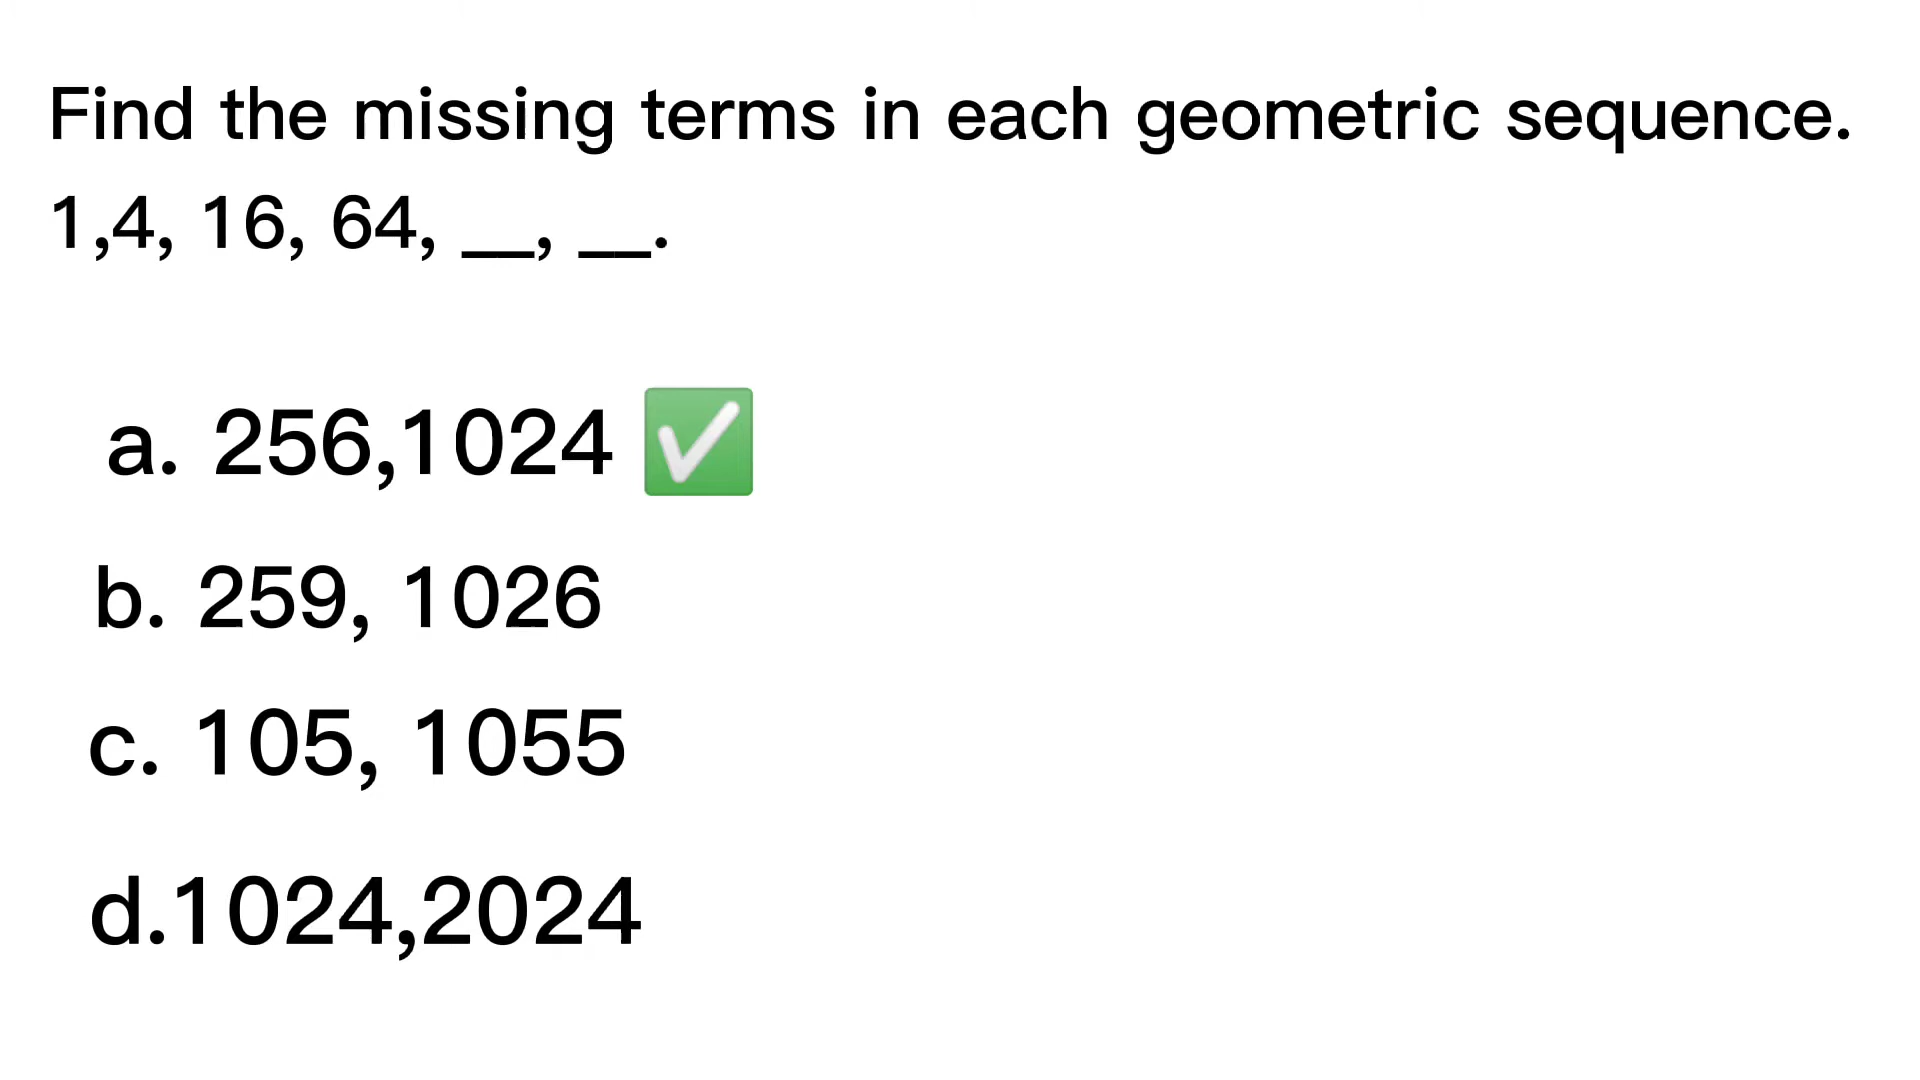 Find the missing terms in each geometric sequence.
1,4, 16, 64, __, __.
a. 256,1024 ✅
b. 259, 1026
c. 105, 1055
d.1024,2024